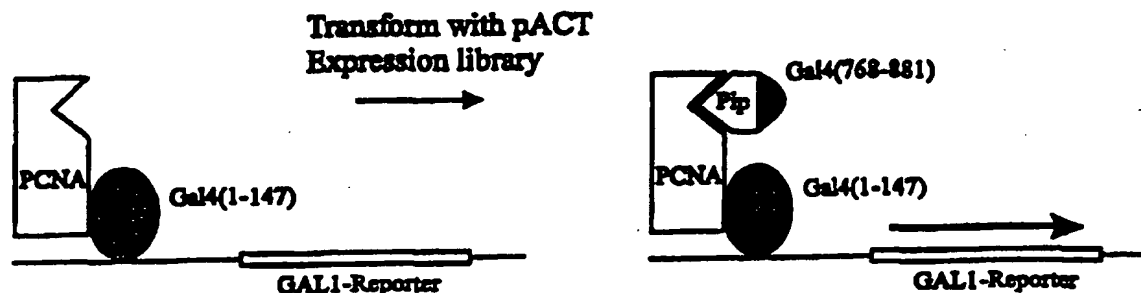 Transform with pACT
Expression library
PCNA
Gal4(1-147)
GAL1-Reporter
Gal4(768-881)
Pip
PCNA
Gal4(1-147)
GAL1-Reporter